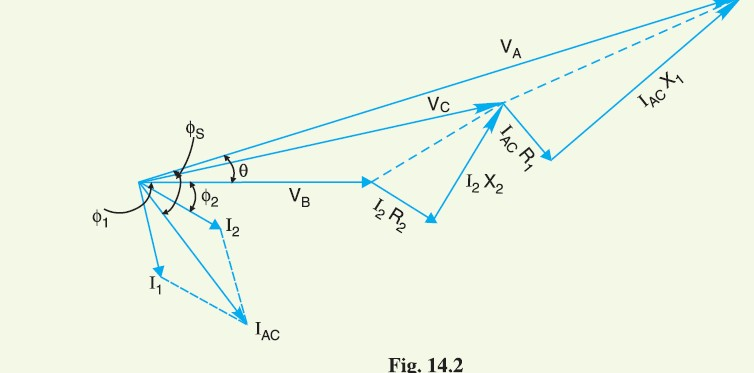 V_A
I_AC X_1
V_C
ϕ_S
I_AC R_1
θ
I_2 X_2
ϕ_2
V_B
ϕ_1
I_2 R_2
I_2
I_1
I_AC
Fig. 14.2